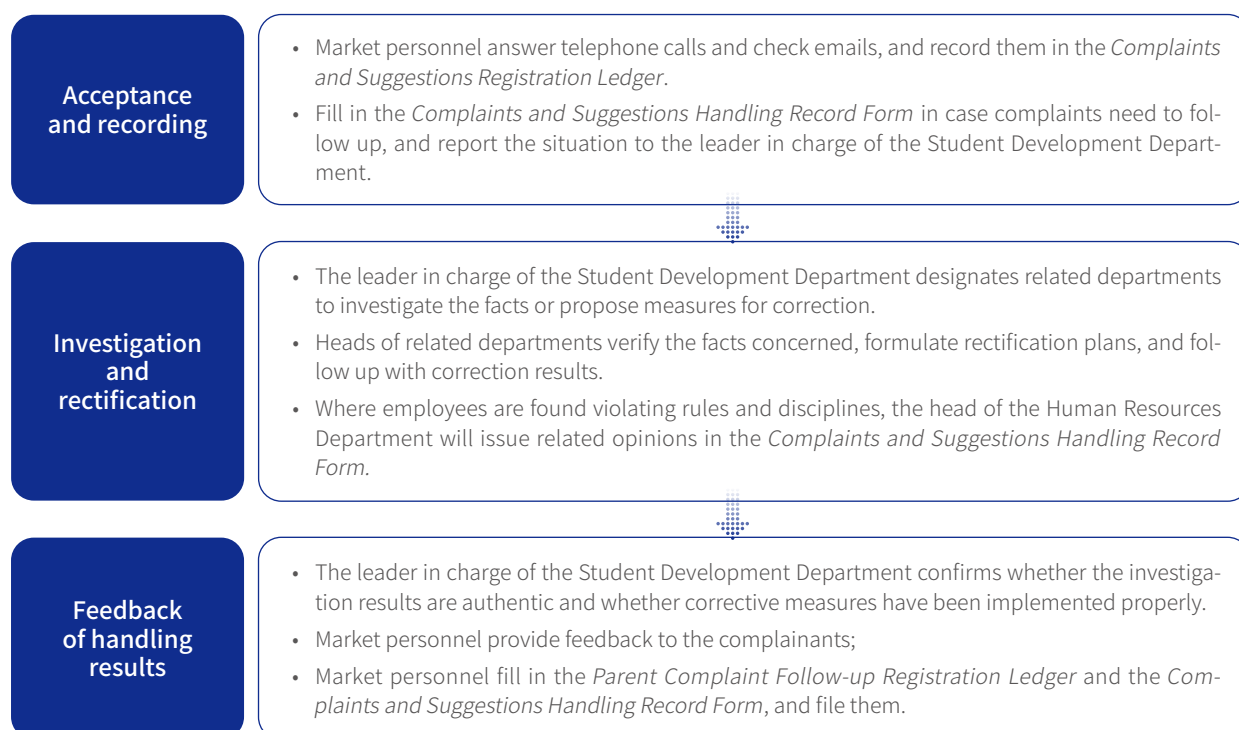 Acceptance
and recording
• Market personnel answer telephone calls and check emails, and record them in the Complaints
and Suggestions Registration Ledger.
• Fill in the Complaints and Suggestions Handling Record Form in case complaints need to fol-
low up, and report the situation to the leader in charge of the Student Development Depart-
ment.
Investigation
and
rectification
• The leader in charge of the Student Development Department designates related departments
to investigate the facts or propose measures for correction.
• Heads of related departments verify the facts concerned, formulate rectification plans, and fol-
low up with correction results.
• Where employees are found violating rules and disciplines, the head of the Human Resources
Department will issue related opinions in the Complaints and Suggestions Handling Record
Form.
Feedback
of handling
results
• The leader in charge of the Student Development Department confirms whether the investiga-
tion results are authentic and whether corrective measures have been implemented properly.
• Market personnel provide feedback to the complainants;
• Market personnel fill in the Parent Complaint Follow-up Registration Ledger and the Com-
plaints and Suggestions Handling Record Form, and file them.